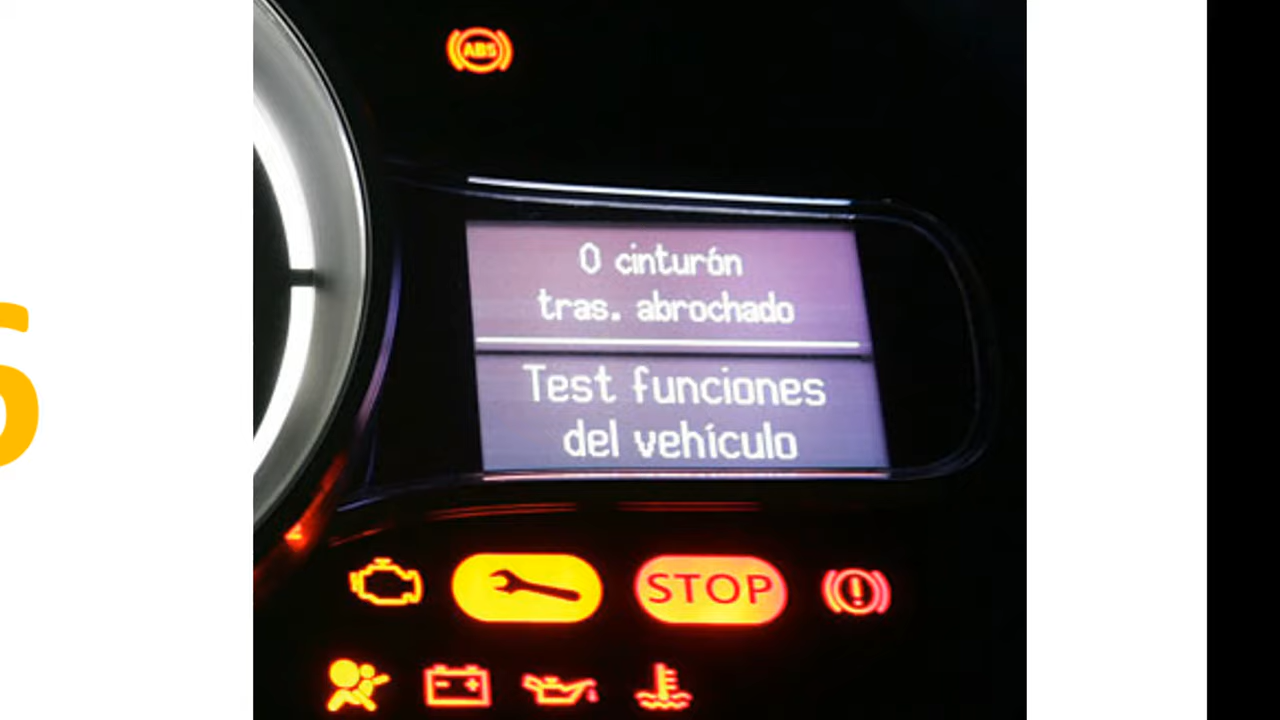 ABS
0 cinturón
tras. abrochado
Test funciones
del vehículo
STOP